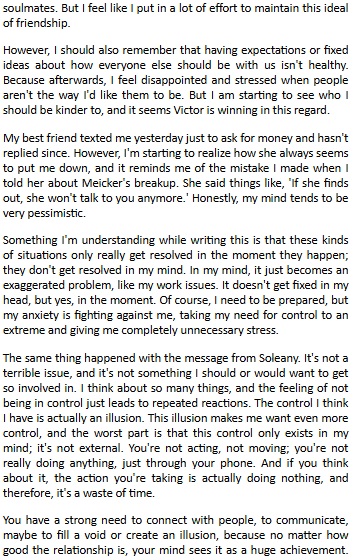 soulmates. But I feel like I put in a lot of effort to maintain this ideal
of friendship.
However, I should also remember that having expectations or fixed
ideas about how everyone else should be with us isn't healthy.
Because afterwards, I feel disappointed and stressed when people
aren't the way I'd like them to be. But I am starting to see who I
should be kinder to, and it seems Victor is winning in this regard.
My best friend texted me yesterday just to ask for money and hasn't
replied since. However, I'm starting to realize how she always seems
to put me down, and it reminds me of the mistake I made when I
told her about Meicker's breakup. She said things like, 'If she finds
out, she won't talk to you anymore.' Honestly, my mind tends to be
very pessimistic.
Something I'm understanding while writing this is that these kinds
of situations only really get resolved in the moment they happen;
they don't get resolved in my mind. In my mind, it just becomes an
exaggerated problem, like my work issues. It doesn't get fixed in my
head, but yes, in the moment. Of course, I need to be prepared, but
my anxiety is fighting against me, taking my need for control to an
extreme and giving me completely unnecessary stress.
The same thing happened with the message from Soleany. It's not a
terrible issue, and it's not something I should or would want to get
so involved in. I think about so many things, and the feeling of not
being in control just leads to repeated reactions. The control I think
I have is actually an illusion. This illusion makes me want even more
control, and the worst part is that this control only exists in my
mind; it's not external. You're not acting, not moving; you're not
really doing anything, just through your phone. And if you think
about it, the action you're taking is actually doing nothing, and
therefore, it's a waste of time.
You have a strong need to connect with people, to communicate,
maybe to fill a void or create an illusion, because no matter how
good the relationship is, your mind sees it as a huge achievement.